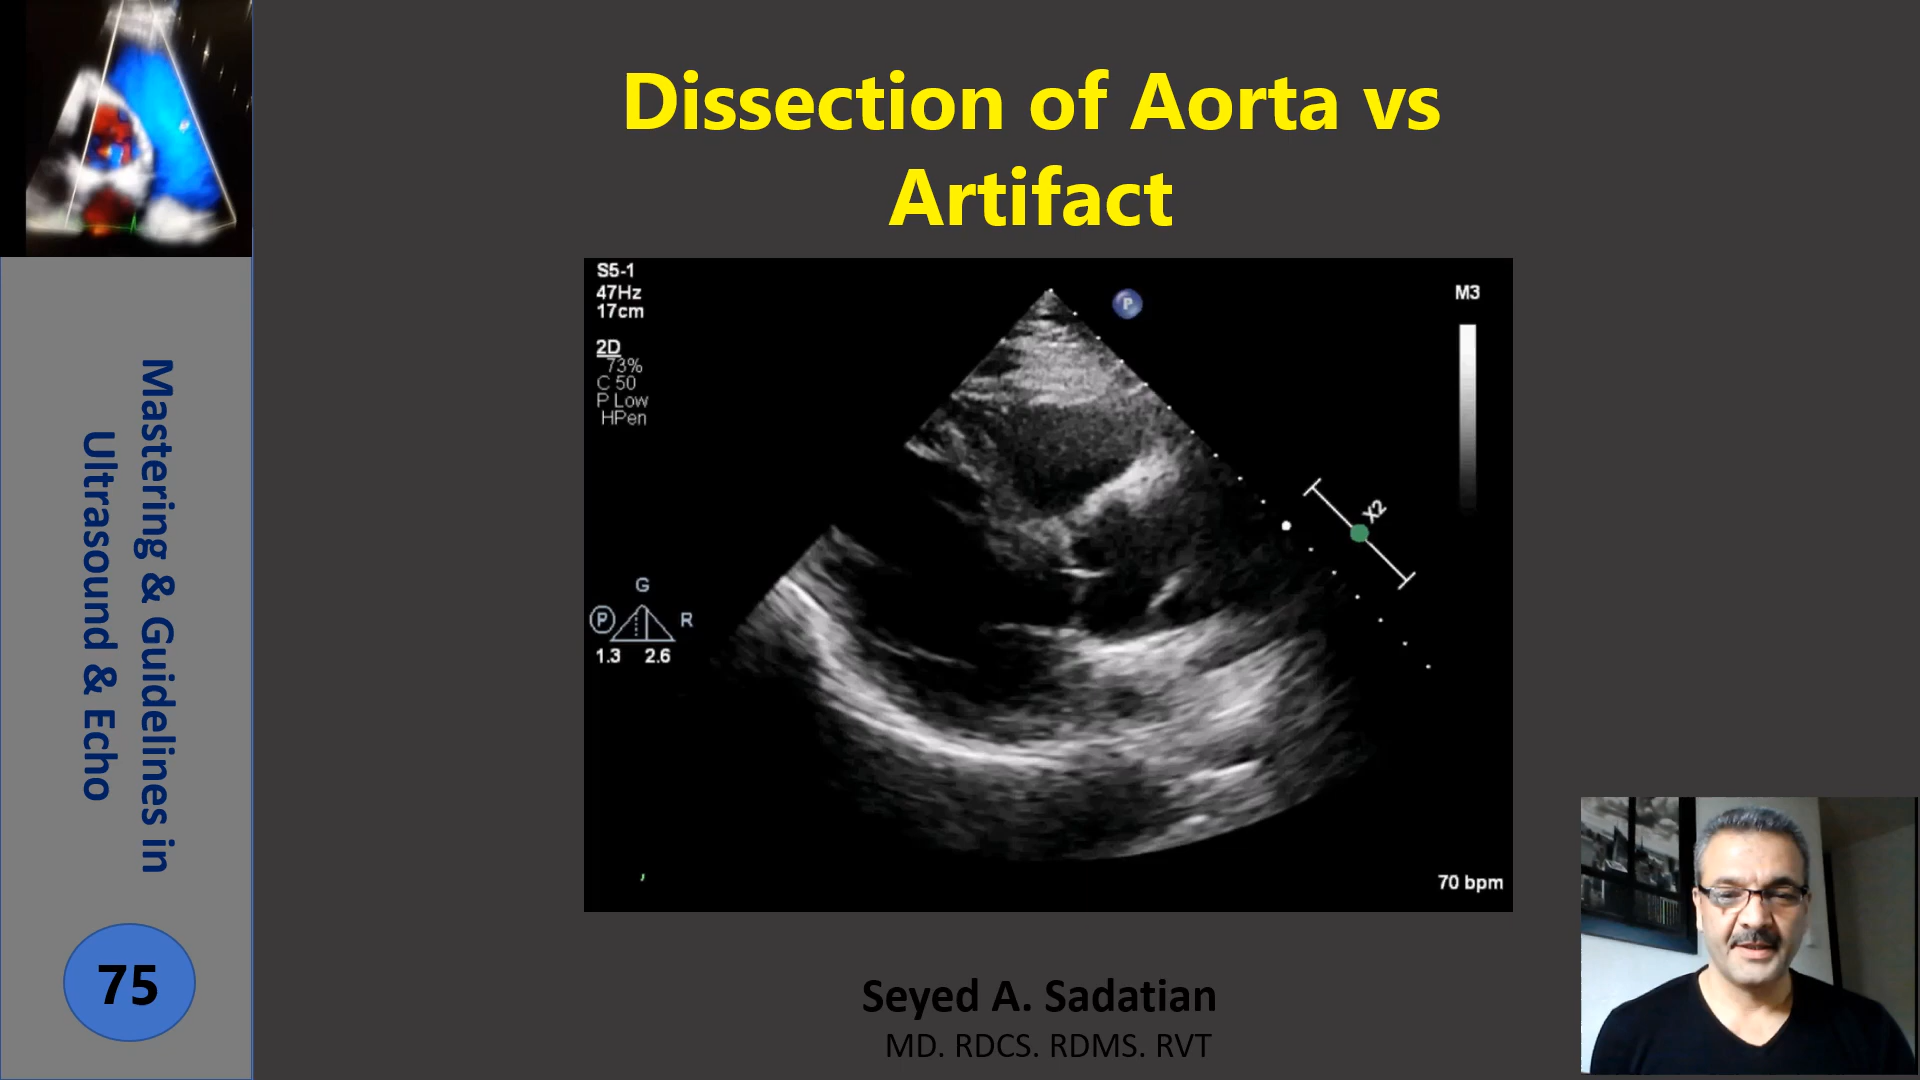 Dissection of Aorta vs
Artifact
S5-1
47Hz
17cm
2D
73%
C 50
P Low
HPen
P
M3
X2
G
P
R
1.3 2.6
70 bpm
Mastering & Guidelines in
Ultrasound & Echo
75
Seyed A. Sadatian
MD. RDCS. RDMS. RVT